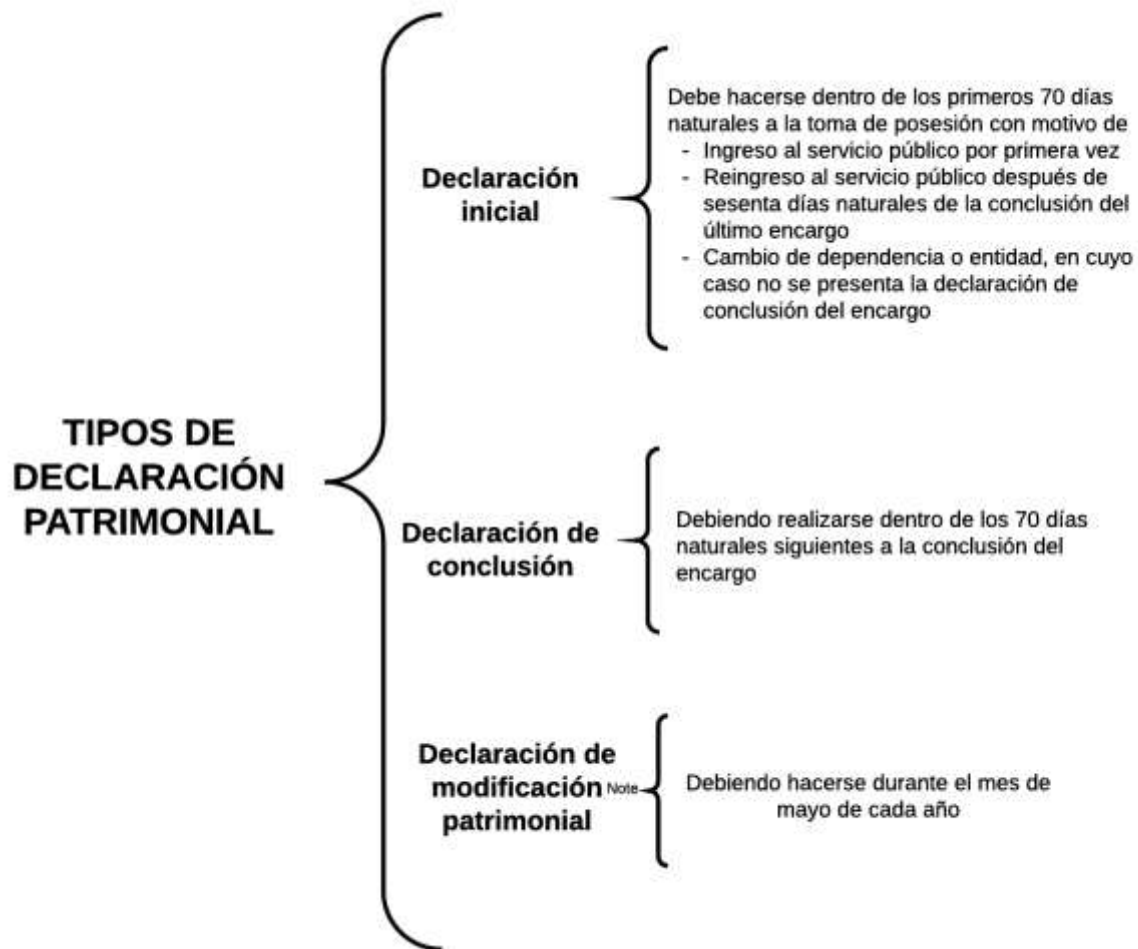 TIPOS DE
DECLARACIÓN
PATRIMONIAL
Declaración
inicial
Debe hacerse dentro de los primeros 70 días
naturales a la toma de posesión con motivo de
- Ingreso al servicio público por primera vez
- Reingreso al servicio público después de
sesenta días naturales de la conclusión del
último encargo
- Cambio de dependencia o entidad, en cuyo
caso no se presenta la declaración de
conclusión del encargo
Declaración de
conclusión
Debiendo realizarse dentro de los 70 días
naturales siguientes a la conclusión del
encargo
Declaración de
modificación
patrimonial
Note
Debiendo hacerse durante el mes de
mayo de cada año